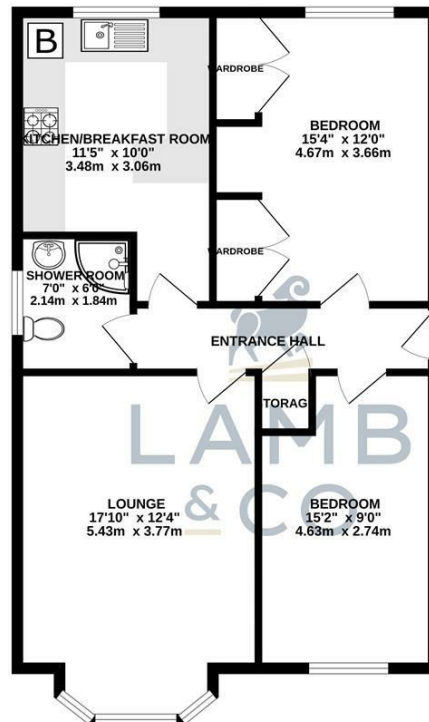 B
WARDROBE
KITCHEN/BREAKFAST ROOM
11'5" x 10'0"
3.48m x 3.06m
BEDROOM
15'4" x 12'0"
4.67m x 3.66m
WARDROBE
SHOWER ROOM
7'0" x 6'0"
2.14m x 1.84m
ENTRANCE HALL
TORAG
LAMB
& CO
LOUNGE
17'10" x 12'4"
5.43m x 3.77m
BEDROOM
15'2" x 9'0"
4.63m x 2.74m